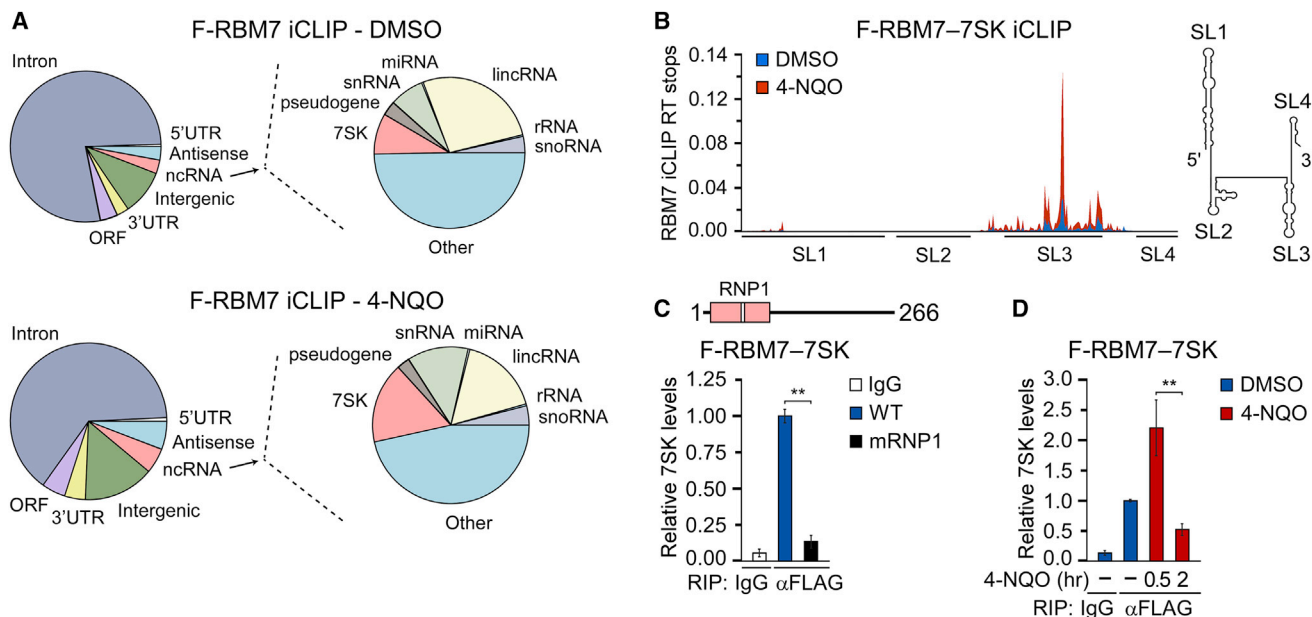 A
F-RBM7 iCLIP - DMSO
Intron
5'UTR
Antisense
ncRNA
Intergenic
3'UTR
ORF
miRNA
snRNA
lincRNA
pseudogene
7SK
rRNA
snoRNA
Other
F-RBM7 iCLIP - 4-NQO
Intron
5'UTR
Antisense
ncRNA
ORF
3'UTR
Intergenic
snRNA
miRNA
pseudogene
lincRNA
7SK
rRNA
snoRNA
Other
B
F-RBM7–7SK iCLIP
RBM7 iCLIP RT stops
0.14
0.12
0.08
0.04
0.00
DMSO
4-NQO
SL1
SL2
SL3
SL4
SL1
SL4
5'
3
SL2
SL3
C
RNP1
1
266
F-RBM7–7SK
Relative 7SK levels
1.25
1.00
0.75
0.50
0.25
0.00
**
IgG
WT
mRNP1
RIP: IgG αFLAG
D
F-RBM7–7SK
Relative 7SK levels
3.0
2.5
2.0
1.5
1.0
0.5
0.0
**
DMSO
4-NQO
4-NQO (hr) – – 0.5 2
RIP: IgG αFLAG